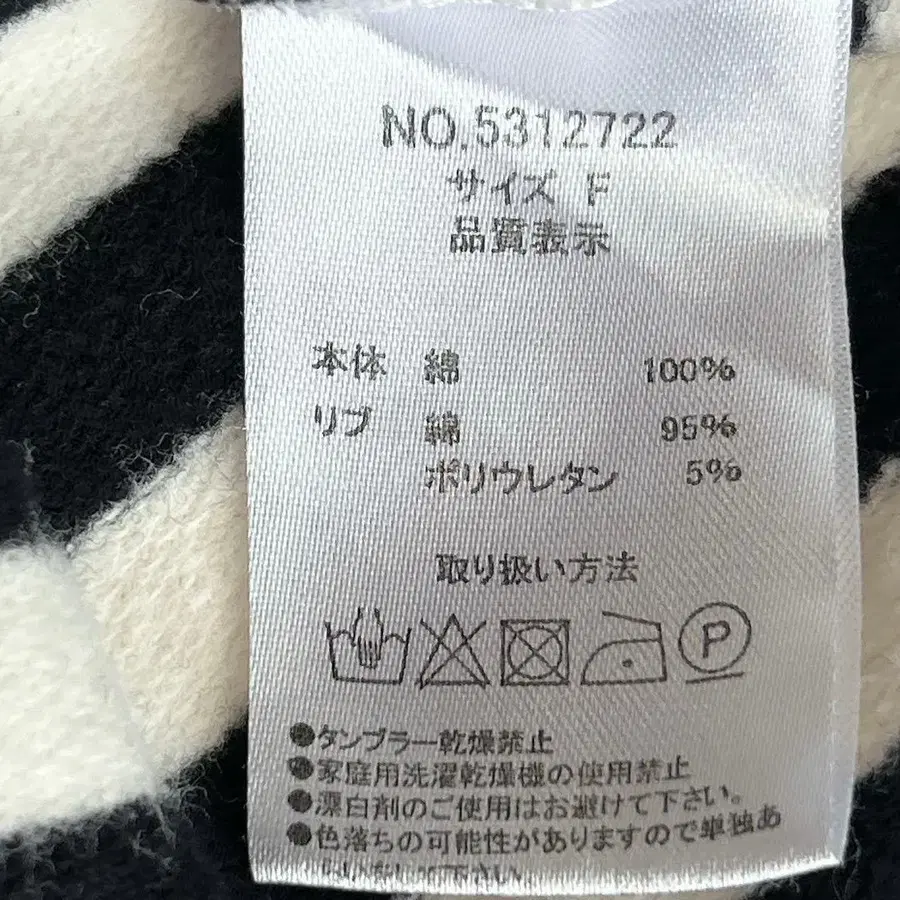 NO.5312722
サイズ F
品質表示
本体 綿 100%
リブ 綿 95%
ポリウレタン 5%
取り扱い方法
P
●タンブラー乾燥禁止
●家庭用洗濯乾燥機の使用禁止
●漂白剤のご使用はお避けて下さい。
●色落ちの可能性がありますので単独あ